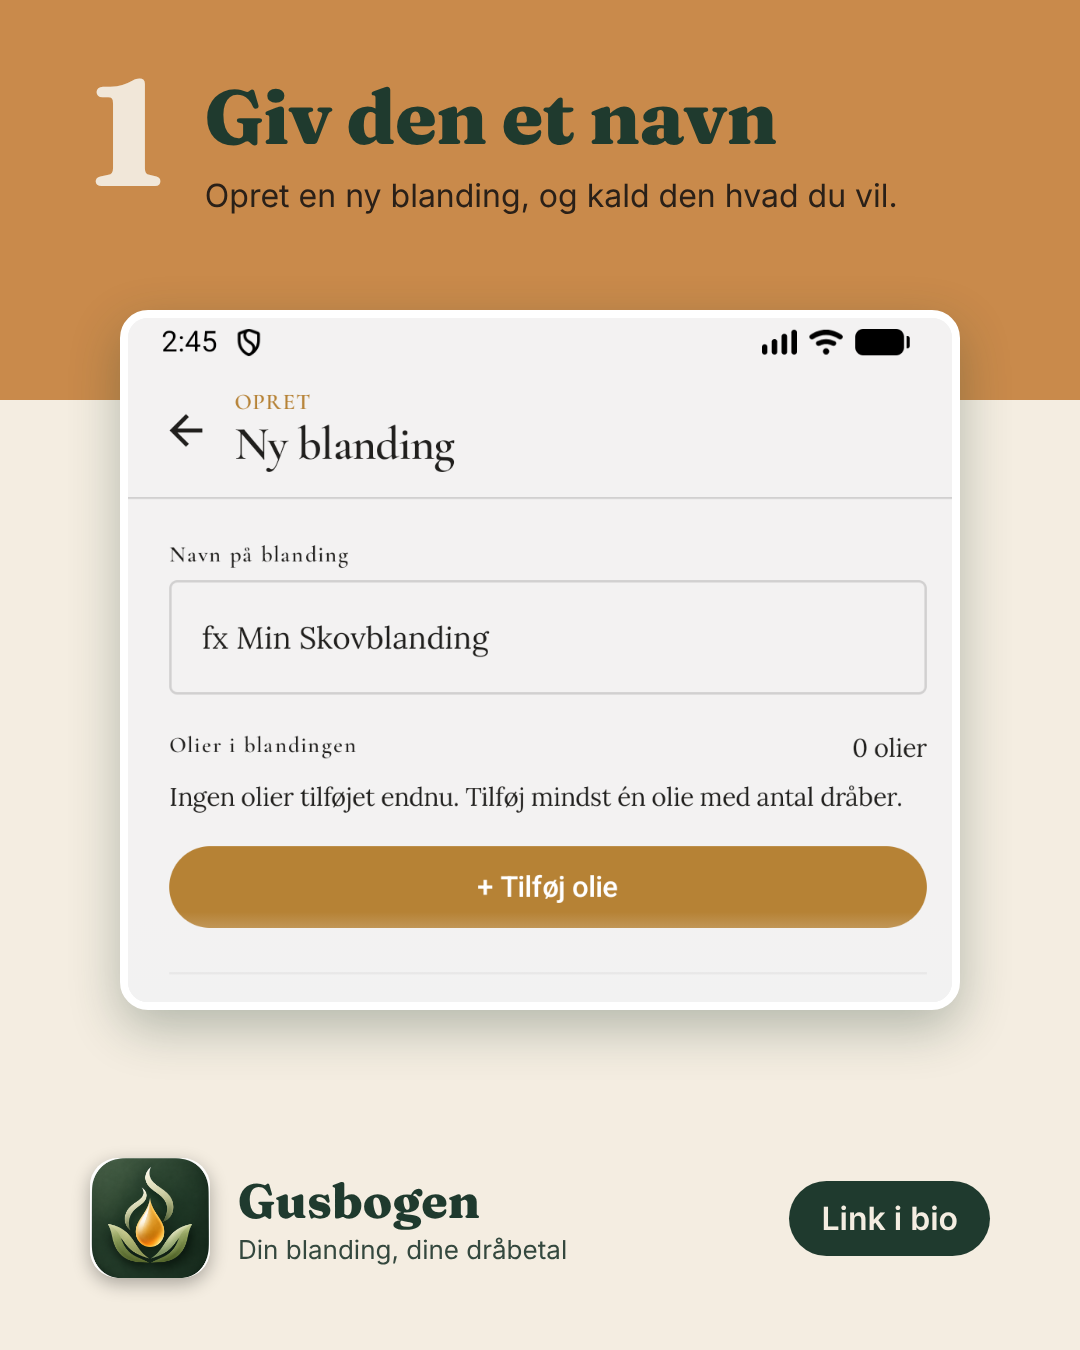 1
Giv den et navn
Opret en ny blanding, og kald den hvad du vil.
2:45
OPRET
Ny blanding
Navn på blanding
fx Min Skovblanding
Olier i blandingen
0 olier
Ingen olier tilføjet endnu. Tilføj mindst én olie med antal dråber.
+ Tilføj olie
Gusbogen
Din blanding, dine dråbetal
Link i bio